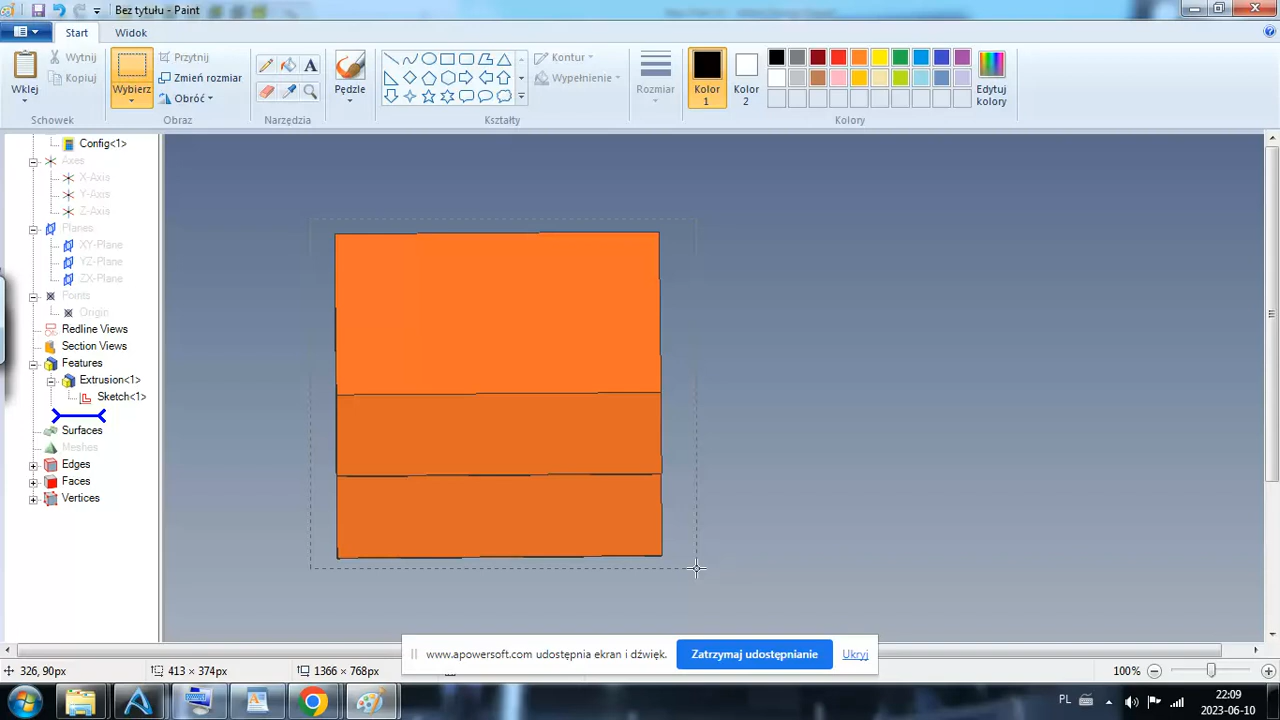 Bez tytułu - Paint
Start Widok
Wklej
Wytnij
Kopiuj
Schowek
Wybierz
Przytnij
Zmień rozmiar
Obróć
Obraz
A
Narzędzia
Pędzle
Kontur
Wypełnienie
Kształty
Rozmiar
Kolor 1
Kolor 2
Edytuj kolory
Kolory
Config<1>
Axes
X-Axis
Y-Axis
Z-Axis
Planes
XY-Plane
YZ-Plane
ZX-Plane
Points
Origin
Redline Views
Section Views
Features
Extrusion<1>
Sketch<1>
Surfaces
Meshes
Edges
Faces
Vertices
www.apowersoft.com udostępnia ekran i dźwięk. Zatrzymaj udostępnianie Ukryj
326, 90px 413 × 374px 1366 × 768px 100%
PL 22:09
2023-06-10